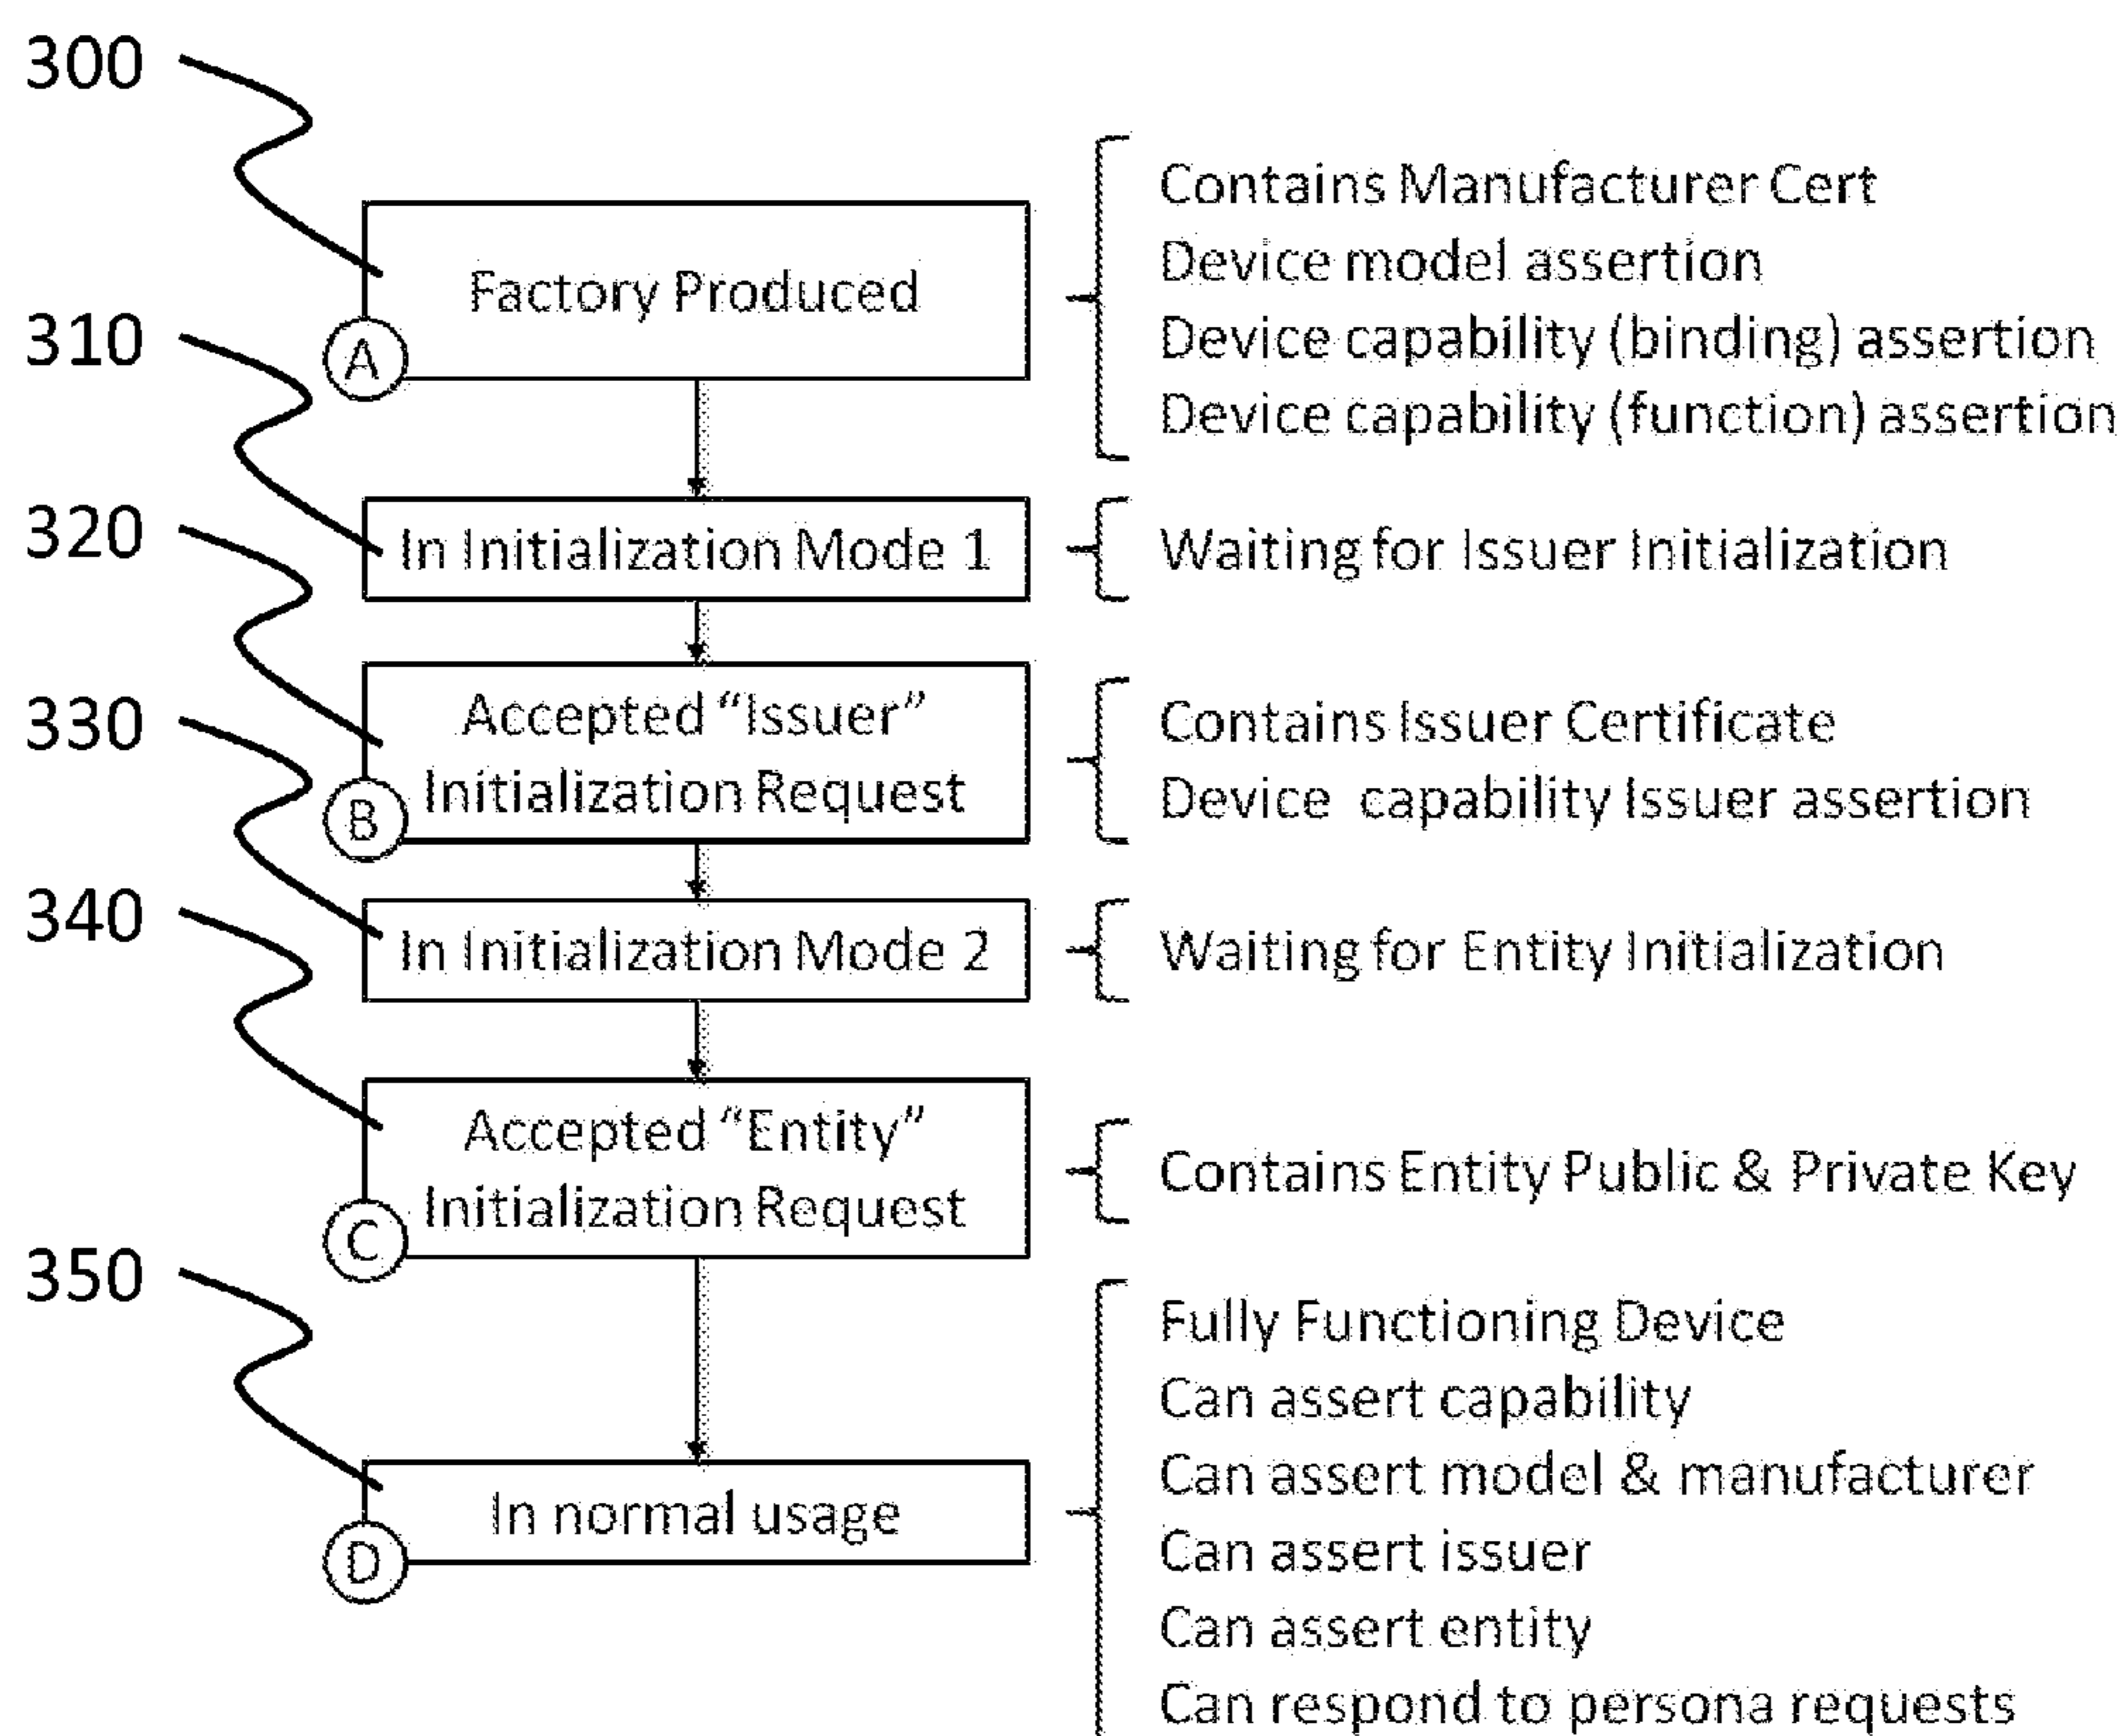 300
Factory Produced
A
Contains Manufacturer Cert
Device model assertion
Device capability (binding) assertion
Device capability (function) assertion
310
In Initialization Mode 1
Waiting for Issuer Initialization
320
Accepted “Issuer”
Initialization Request
B
Contains Issuer Certificate
Device capability Issuer assertion
330
In Initialization Mode 2
Waiting for Entity Initialization
340
Accepted “Entity”
Initialization Request
C
Contains Entity Public & Private Key
350
In normal usage
D
Fully Functioning Device
Can assert capability
Can assert model & manufacturer
Can assert issuer
Can assert entity
Can respond to persona requests